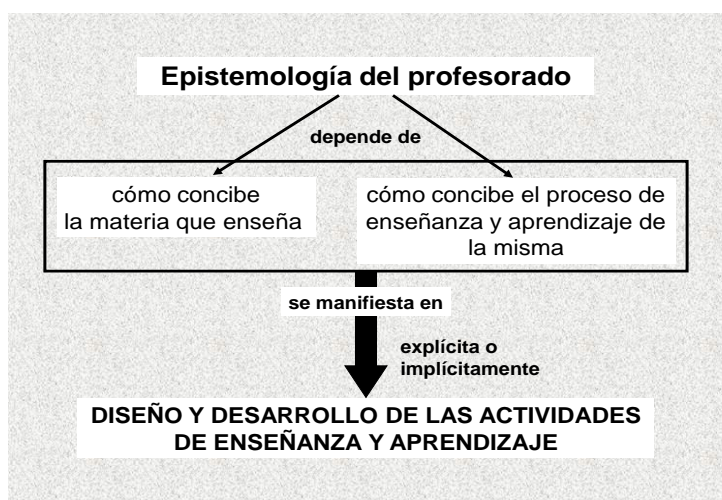 Epistemología del profesorado
depende de
cómo concibe
la materia que enseña
cómo concibe el proceso de
enseñanza y aprendizaje de
la misma
se manifiesta en
explícita o
implícitamente
DISEÑO Y DESARROLLO DE LAS ACTIVIDADES
DE ENSEÑANZA Y APRENDIZAJE